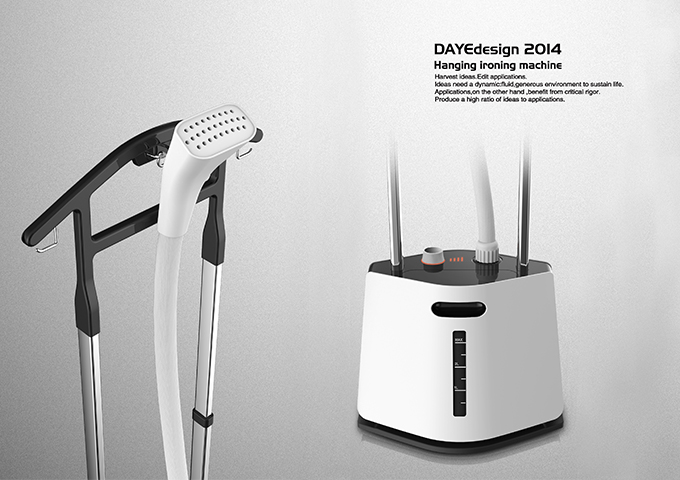 DAYEdesign 2014
Hanging ironing machine
Harvest ideas.Edit applications.
Ideas need a dynamic:fluid,generous environment to sustain life.
Applications,on the other hand ,benefit from critical rigor.
Produce a high ratio of ideas to applications.
MAX